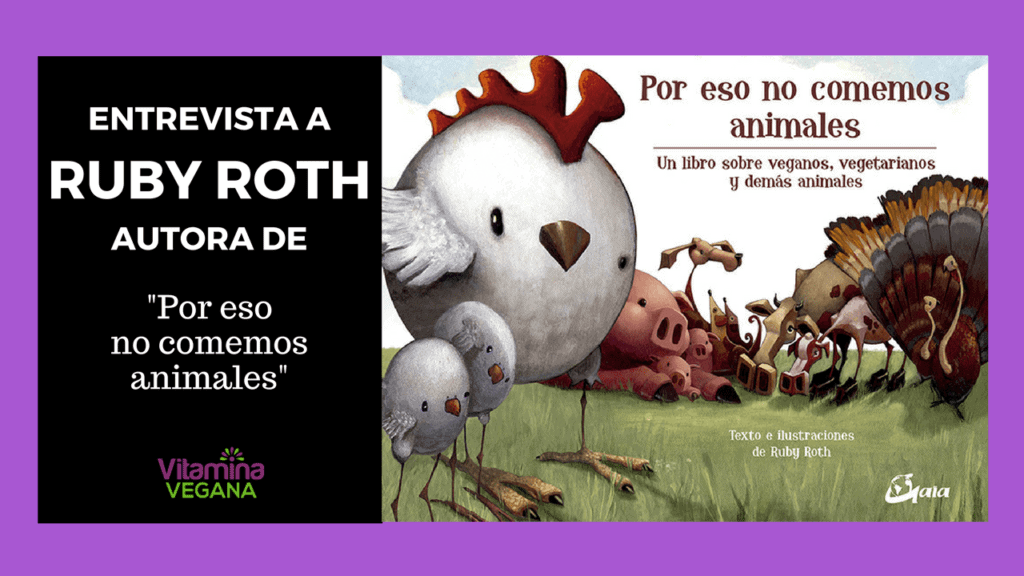 ENTREVISTA A
RUBY ROTH
AUTORA DE
"Por eso
no comemos
animales"
Vitamina
VEGANA
Por eso no comemos
animales
Un libro sobre veganos, vegetarianos
y demás animales
Texto e ilustraciones
de Ruby Roth
Gaia